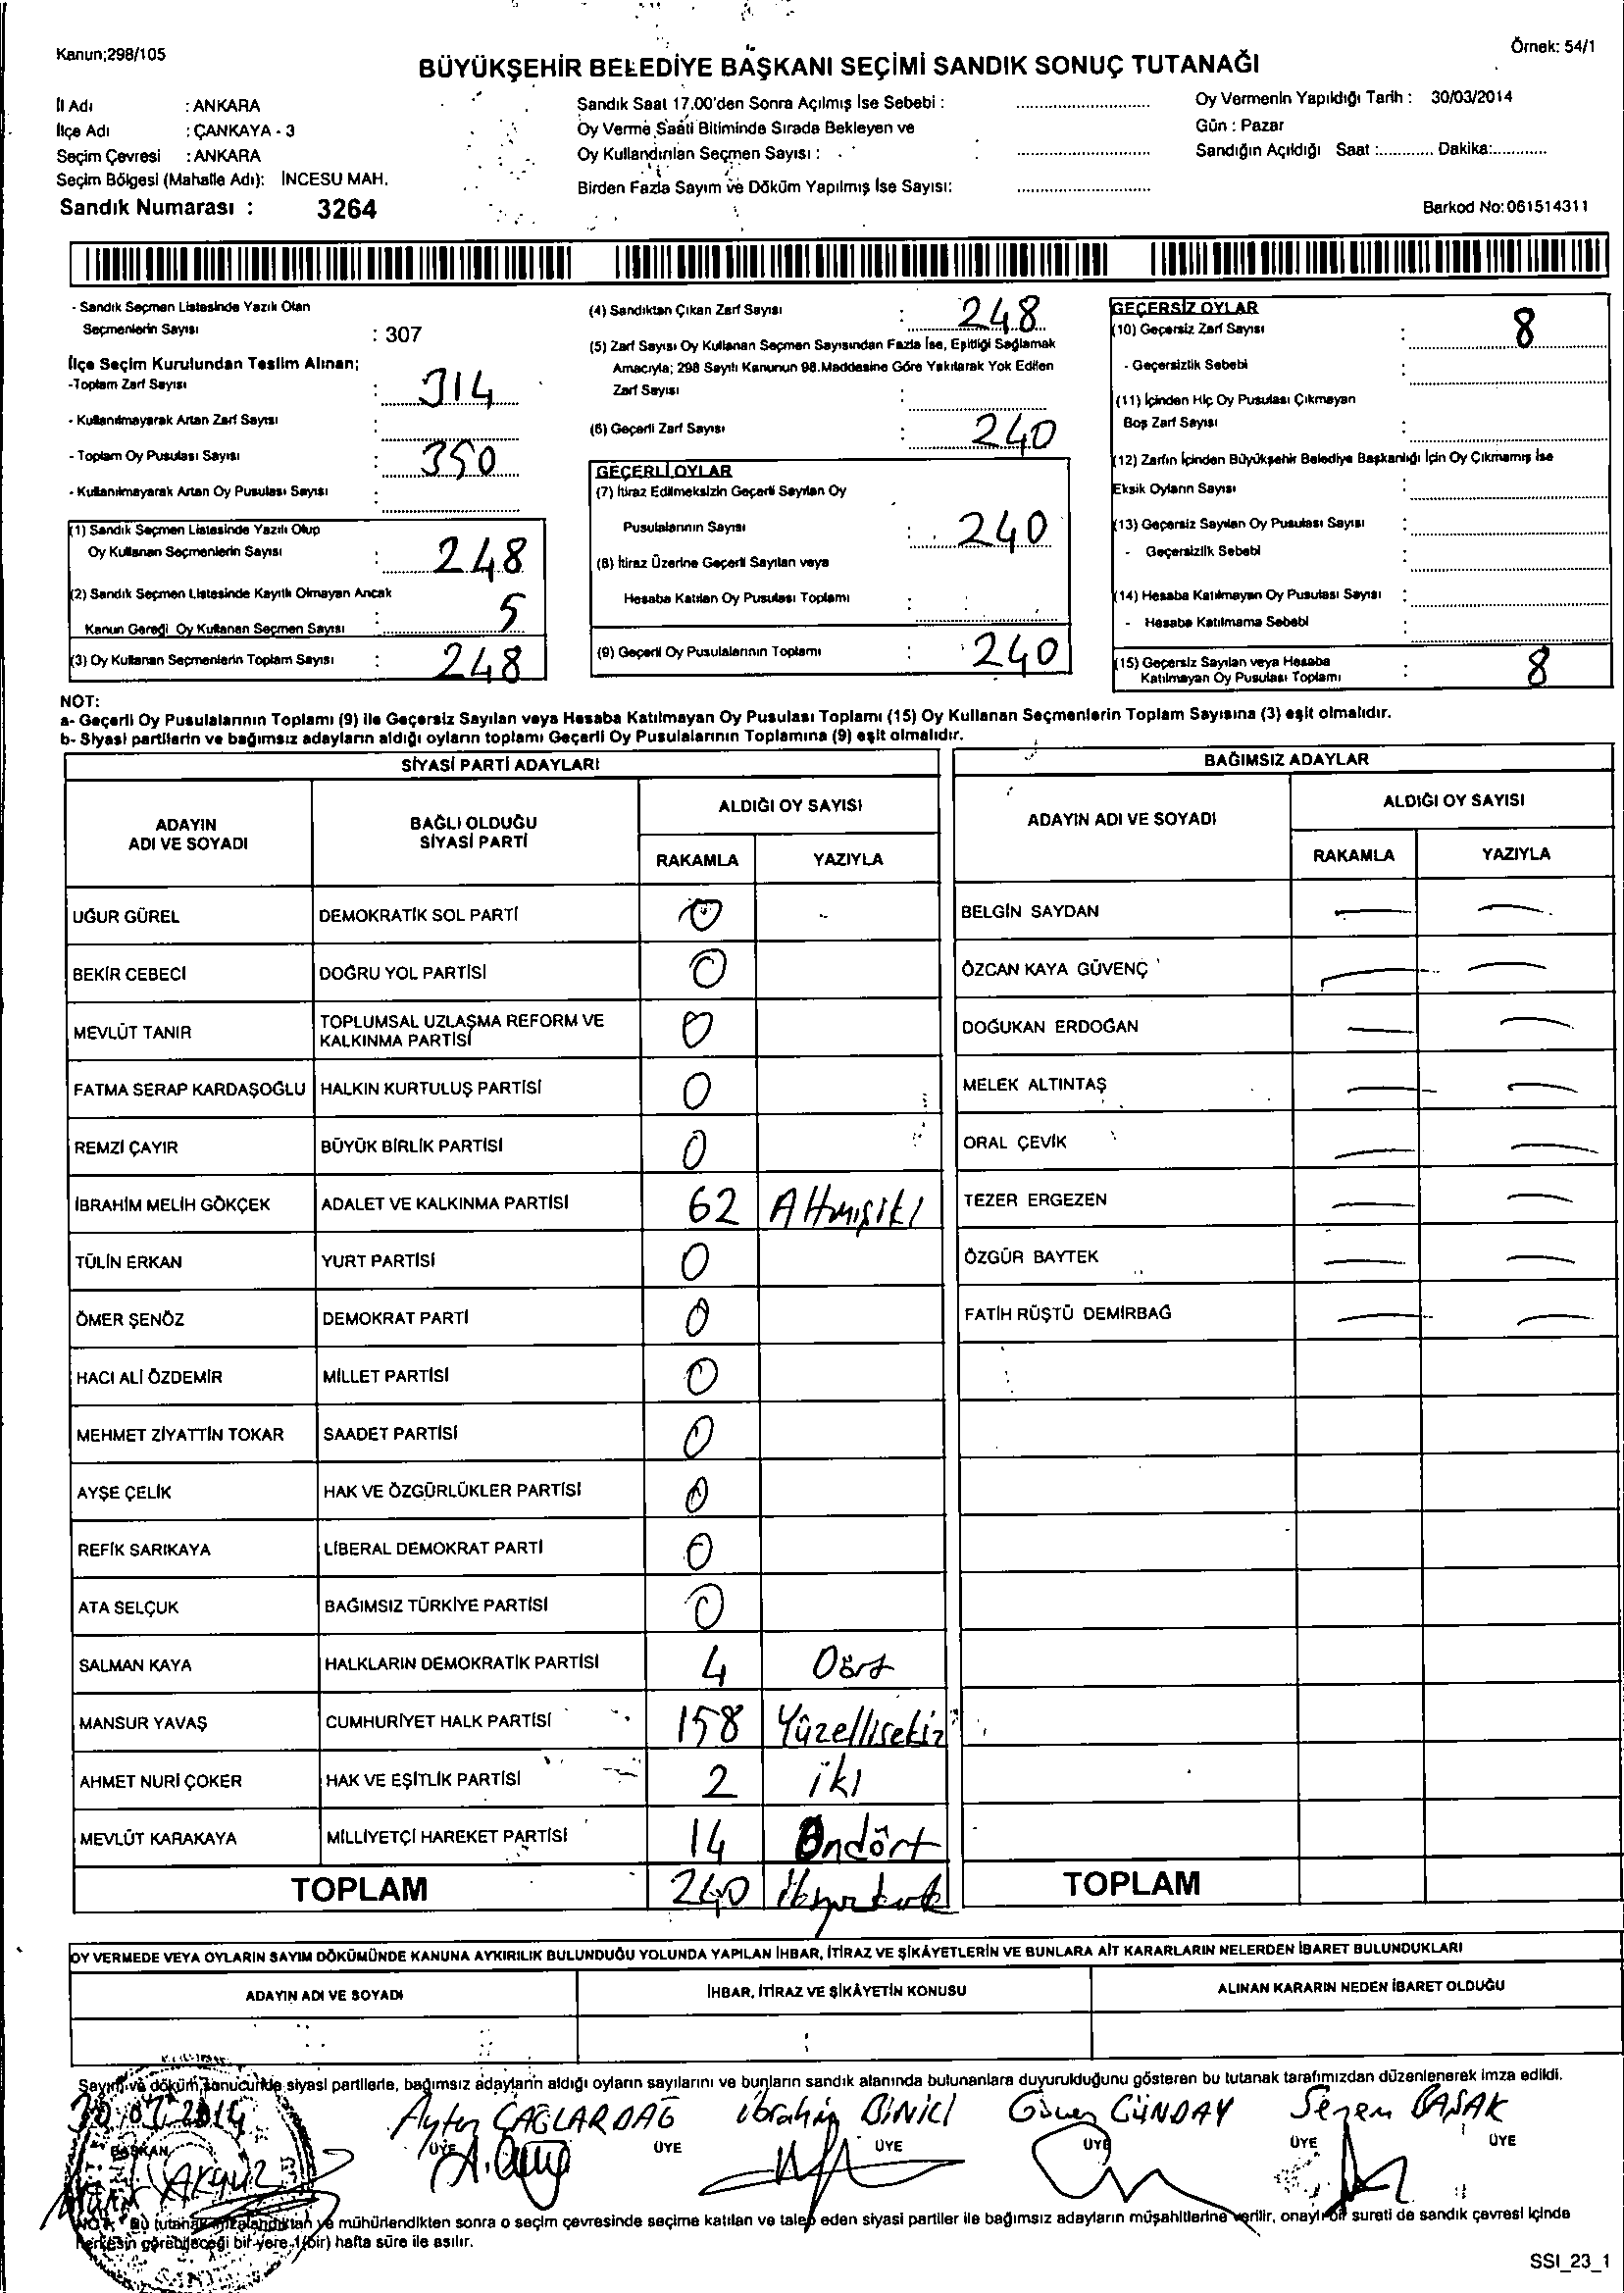 Kanun;298/105
Örnek: 54/1
BÜYÜKŞEHİR BELEDİYE BAŞKANI SEÇİMİ SANDIK SONUÇ TUTANAĞI
İl Adı : ANKARA
İlçe Adı : ÇANKAYA - 3
Seçim Çevresi : ANKARA
Seçim Bölgesi (Mahalle Adı): İNCESU MAH.
Sandık Numarası : 3264
Sandık Saat 17.00'den Sonra Açılmış İse Sebebi :
Oy Verme Saati Bitiminde Sırada Bekleyen ve
Oy Kullandırılan Seçmen Sayısı :
Birden Fazla Sayım ve Döküm Yapılmış İse Sayısı:
Oy Vermenin Yapıldığı Tarih : 30/03/2014
Gün : Pazar
Sandığın Açıldığı Saat :............ Dakika:............
Barkod No:061514311
- Sandık Seçmen Listesinde Yazılı Olan
Seçmenlerin Sayısı : 307
İlçe Seçim Kurulundan Teslim Alınan;
-Toplam Zarf Sayısı : 314
- Kullanılmayarak Artan Zarf Sayısı :
- Toplam Oy Pusulası Sayısı : 350
- Kullanılmayarak Artan Oy Pusulası Sayısı :
(1) Sandık Seçmen Listesinde Yazılı Olup
Oy Kullanan Seçmenlerin Sayısı : 248
(2) Sandık Seçmen Listesinde Kayıtlı Olmayan Ancak
Kanun Gereği Oy Kullanan Seçmen Sayısı : 5
(3) Oy Kullanan Seçmenlerin Toplam Sayısı : 248
(4) Sandıktan Çıkan Zarf Sayısı : 248
(5) Zarf Sayısı Oy Kullanan Seçmen Sayısından Fazla İse, Eşitliği Sağlamak
Amacıyla; 298 Sayılı Kanunun 98.Maddesine Göre Yakılarak Yok Edilen
Zarf Sayısı :
(6) Geçerli Zarf Sayısı : 240
GEÇERLİ OYLAR
(7) İtiraz Edilmeksizin Geçerli Sayılan Oy
Pusulalarının Sayısı : 240
(8) İtiraz Üzerine Geçerli Sayılan veya
Hesaba Katılan Oy Pusulası Toplamı :
(9) Geçerli Oy Pusulalarının Toplamı : 240
GEÇERSİZ OYLAR
(10) Geçersiz Zarf Sayısı : 8
- Geçersizlik Sebebi :
(11) İçinden Hiç Oy Pusulası Çıkmayan
Boş Zarf Sayısı :
(12) Zarfın İçinden Büyükşehir Belediye Başkanlığı İçin Oy Çıkmamış İse
Eksik Oyların Sayısı :
(13) Geçersiz Sayılan Oy Pusulası Sayısı :
- Geçersizlik Sebebi :
(14) Hesaba Katılmayan Oy Pusulası Sayısı :
- Hesaba Katılmama Sebebi :
(15) Geçersiz Sayılan veya Hesaba
Katılmayan Oy Pusulası Toplamı : 8
NOT:
a- Geçerli Oy Pusulalarının Toplamı (9) ile Geçersiz Sayılan veya Hesaba Katılmayan Oy Pusulası Toplamı (15) Oy Kullanan Seçmenlerin Toplam Sayısına (3) eşit olmalıdır.
b- Siyasi partilerin ve bağımsız adayların aldığı oyların toplamı Geçerli Oy Pusulalarının Toplamına (9) eşit olmalıdır.
SİYASİ PARTİ ADAYLARI
ADAYIN ADI VE SOYADI
BAĞLI OLDUĞU SİYASİ PARTİ
ALDIĞI OY SAYISI
RAKAMLA YAZIYLA
UĞUR GÜREL DEMOKRATİK SOL PARTİ 0
BEKİR CEBECİ DOĞRU YOL PARTİSİ 0
MEVLÜT TANIR TOPLUMSAL UZLAŞMA REFORM VE KALKINMA PARTİSİ 0
FATMA SERAP KARDAŞOĞLU HALKIN KURTULUŞ PARTİSİ 0
REMZİ ÇAYIR BÜYÜK BİRLİK PARTİSİ 0
İBRAHİM MELİH GÖKÇEK ADALET VE KALKINMA PARTİSİ 62 Altmışiki
TÜLİN ERKAN YURT PARTİSİ 0
ÖMER ŞENÖZ DEMOKRAT PARTİ 0
HACI ALİ ÖZDEMİR MİLLET PARTİSİ 0
MEHMET ZİYATTİN TOKAR SAADET PARTİSİ 0
AYŞE ÇELİK HAK VE ÖZGÜRLÜKLER PARTİSİ 0
REFİK SARIKAYA LİBERAL DEMOKRAT PARTİ 0
ATA SELÇUK BAĞIMSIZ TÜRKİYE PARTİSİ 0
SALMAN KAYA HALKLARIN DEMOKRATİK PARTİSİ 4 Dört
MANSUR YAVAŞ CUMHURİYET HALK PARTİSİ 158 Yüzellisekiz
AHMET NURİ ÇOKER HAK VE EŞİTLİK PARTİSİ 2 iki
MEVLÜT KARAKAYA MİLLİYETÇİ HAREKET PARTİSİ 14 Ondört
TOPLAM 240 ikiyüzkırk
BAĞIMSIZ ADAYLAR
ADAYIN ADI VE SOYADI
ALDIĞI OY SAYISI
RAKAMLA YAZIYLA
BELGİN SAYDAN — —
ÖZCAN KAYA GÜVENÇ — —
DOĞUKAN ERDOĞAN — —
MELEK ALTINTAŞ — —
ORAL ÇEVİK — —
TEZER ERGEZEN — —
ÖZGÜR BAYTEK — —
FATİH RÜŞTÜ DEMİRBAĞ — —
TOPLAM
OY VERMEDE VEYA OYLARIN SAYIM DÖKÜMÜNDE KANUNA AYKIRILIK BULUNDUĞU YOLUNDA YAPILAN İHBAR, İTİRAZ VE ŞİKÂYETLERİN VE BUNLARA AİT KARARLARIN NELERDEN İBARET BULUNDUKLARI
ADAYIN ADI VE SOYADI İHBAR, İTİRAZ VE ŞİKÂYETİN KONUSU ALINAN KARARIN NEDEN İBARET OLDUĞU
Sayım ve döküm sonucunda siyasi partilerle, bağımsız adayların aldığı oyların sayılarını ve bunların sandık alanında bulunanlara duyurulduğunu gösteren bu tutanak tarafımızdan düzenlenerek imza edildi.
30/03/2014 Ayten ÇAĞLARDAĞ İbrahim BİNİCİ Güneş GÜNDAY Sezen BAŞAK
BAŞKAN ÜYE ÜYE ÜYE ÜYE ÜYE ÜYE
AKYÜZ
NOT: Bu tutanak imzalandıktan ve mühürlendikten sonra o seçim çevresinde seçime katılan ve talep eden siyasi partiler ile bağımsız adayların müşahitlerine verilir, onaylı bir sureti de sandık çevresi içinde
herkesin görebileceği bir yere 1(bir) hafta süre ile asılır.
SSI_23_1